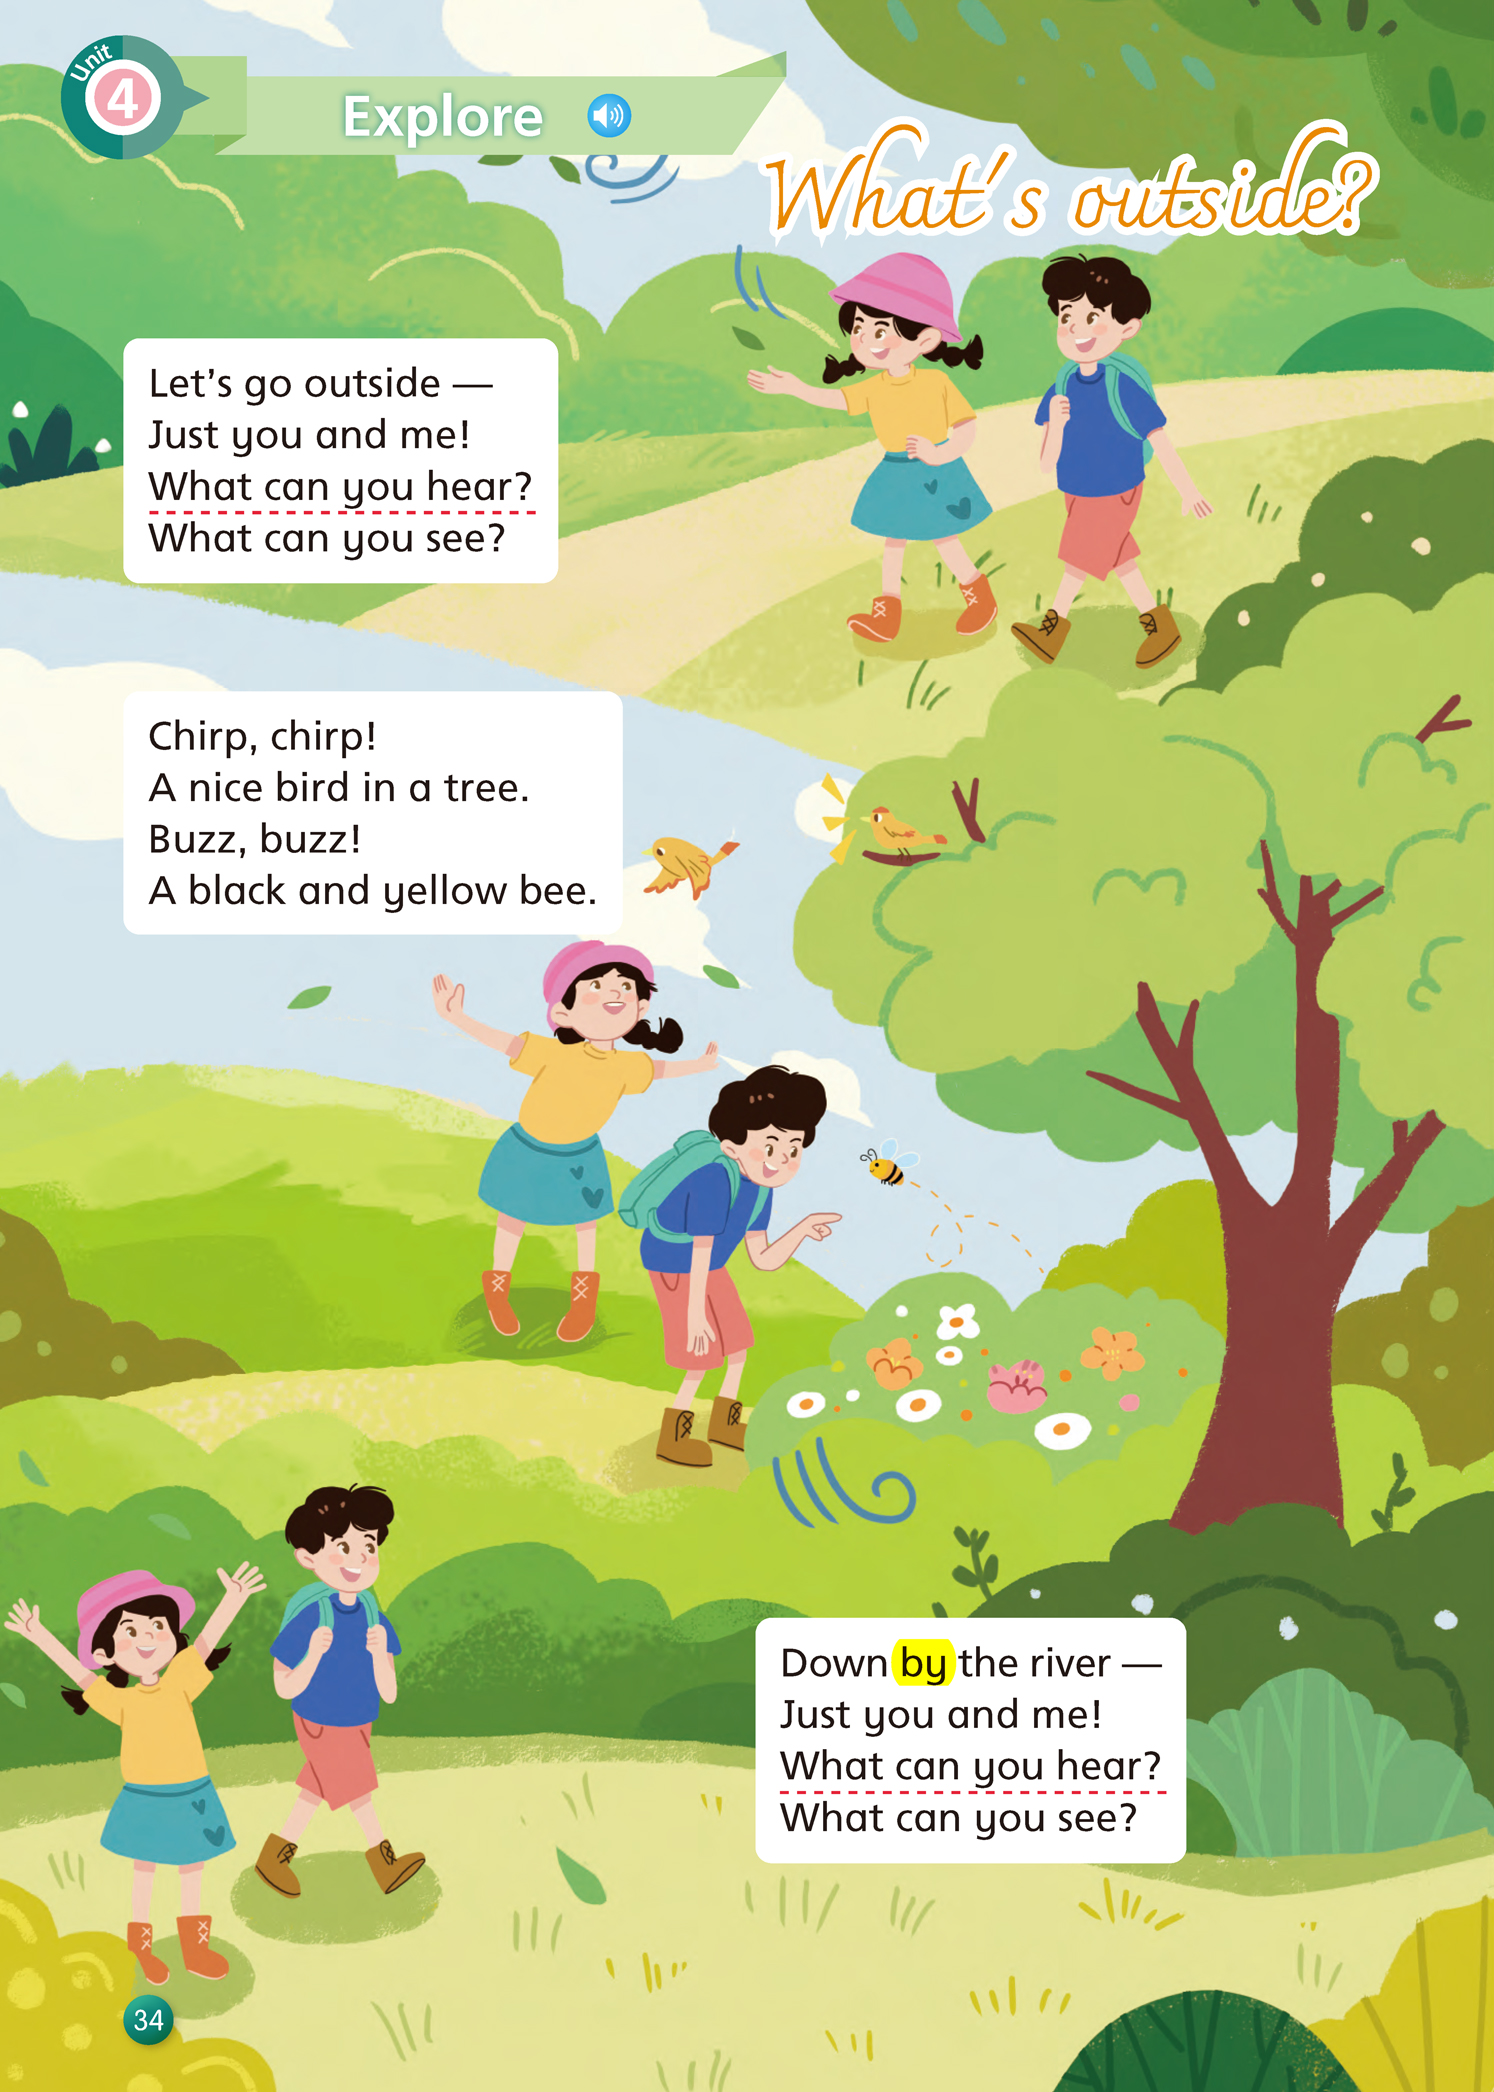 Unit
4
Explore
What's outside?
Let's go outside —
Just you and me!
What can you hear?
What can you see?
Chirp, chirp!
A nice bird in a tree.
Buzz, buzz!
A black and yellow bee.
Down by the river —
Just you and me!
What can you hear?
What can you see?
34